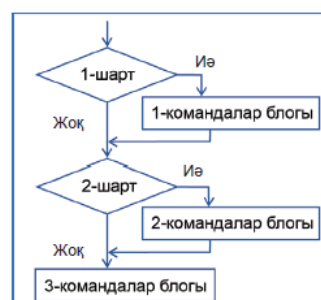 1-шарт
Иә
1-командалар блогы
Жоқ
2-шарт
Иә
2-командалар блогы
Жоқ
3-командалар блогы